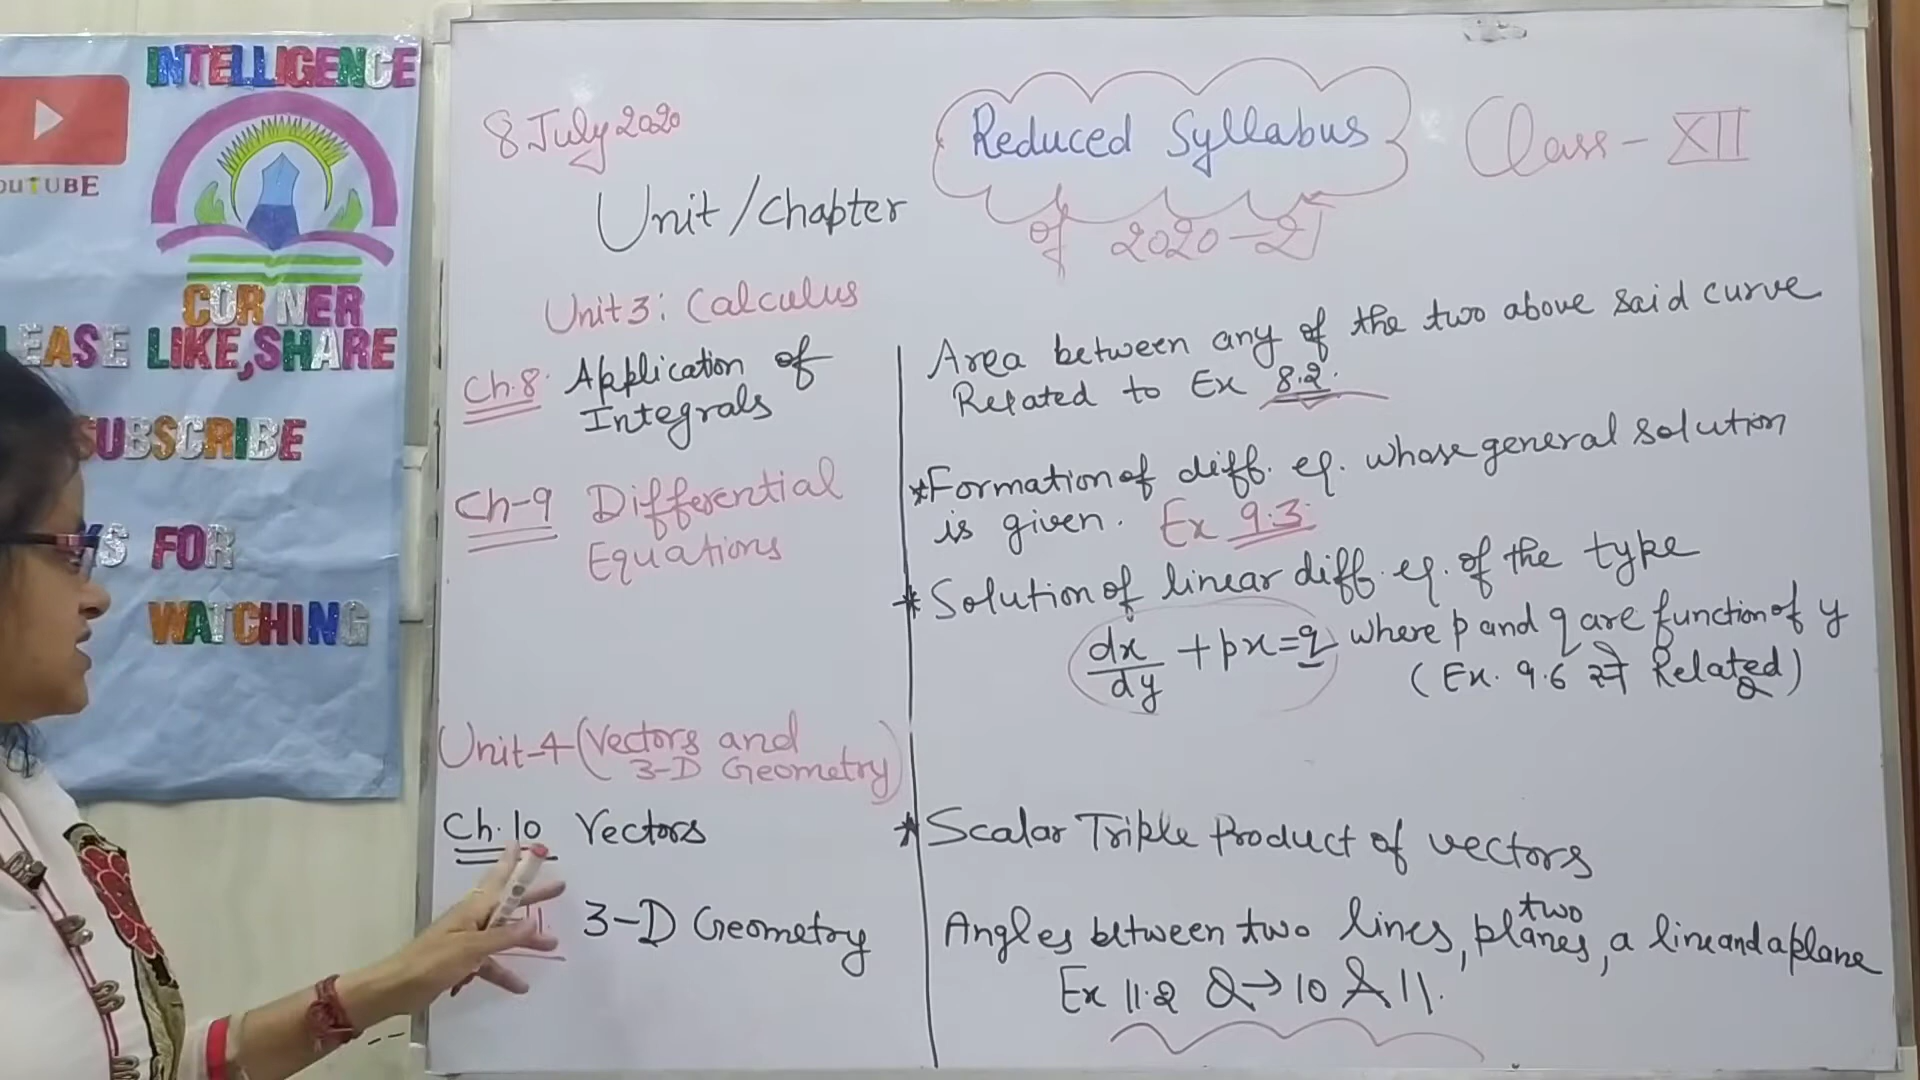 INTELLIGENCE
OUTUBE
CORNER
LEASE LIKE,SHARE
SUBSCRIBE
FOR
WATCHING
8 July 2020
Reduced Syllabus
of 2020-21
Class - XII
Unit/Chapter
Unit 3: Calculus
Ch.8. Application of
Integrals
Area between any of the two above said curve
Related to Ex 8.2.
Ch-9 Differential
Equations
*Formation of diff. eq. whose general solution
is given. Ex 9.3.
* Solution of linear diff. eq. of the type
dx/dy + px = q where p and q are function of y
(Ex. 9.6 से Related)
Unit-4 (Vectors and
3-D Geometry)
Ch.10 Vectors
* Scalar Triple Product of vectors
11. 3-D Geometry
Angles between two lines, two planes, a line and a plane
Ex 11.2 Q→10 & 11.